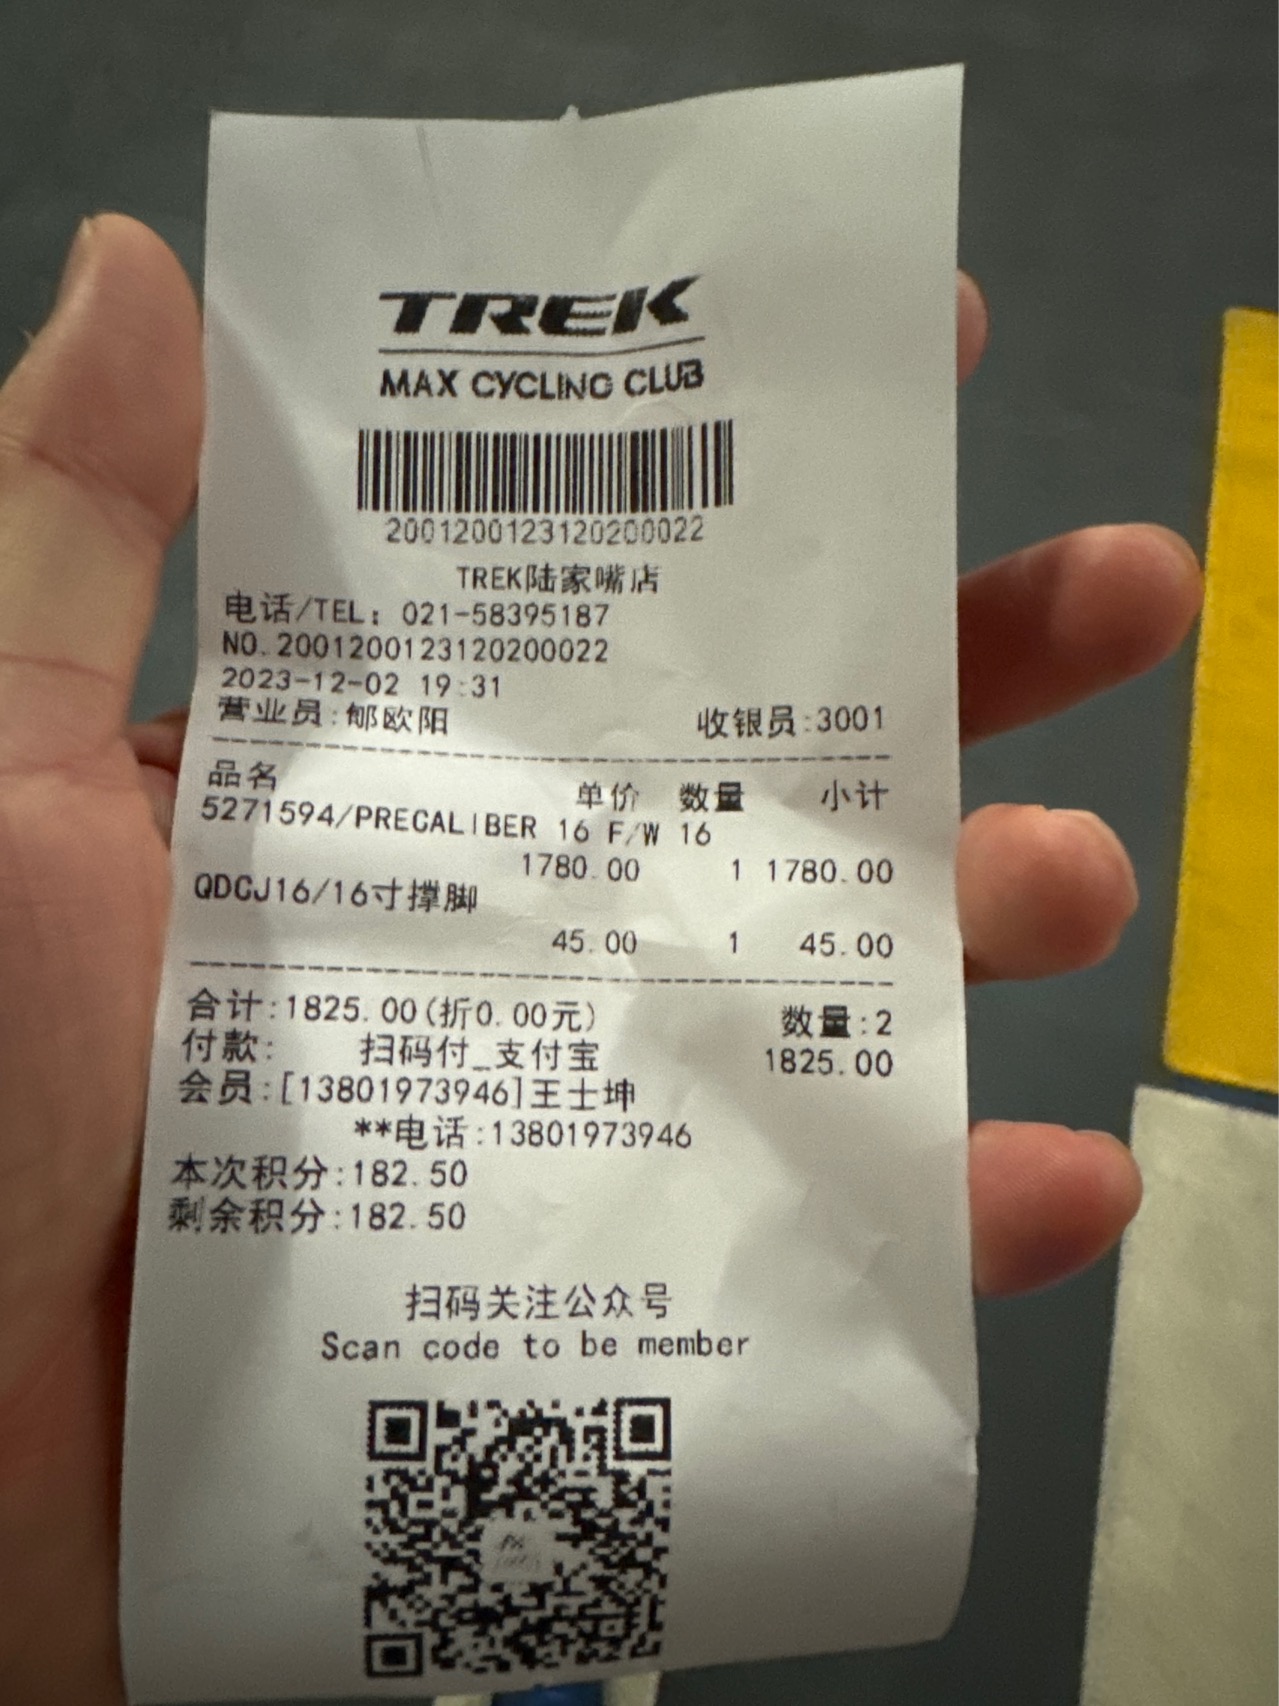 TREK
MAX CYCLING CLUB
2001200123120200022
TREK陆家嘴店
电话/TEL: 021-58395187
NO.2001200123120200022
2023-12-02 19:31
营业员:郇欧阳 收银员:3001
品名 单价 数量 小计
5271594/PRECALIBER 16 F/W 16
1780.00 1 1780.00
QDCJ16/16寸撑脚
45.00 1 45.00
合计:1825.00(折0.00元) 数量:2
付款: 扫码付_支付宝 1825.00
会员:[13801973946]王士坤
**电话:13801973946
本次积分:182.50
剩余积分:182.50
扫码关注公众号
Scan code to be member